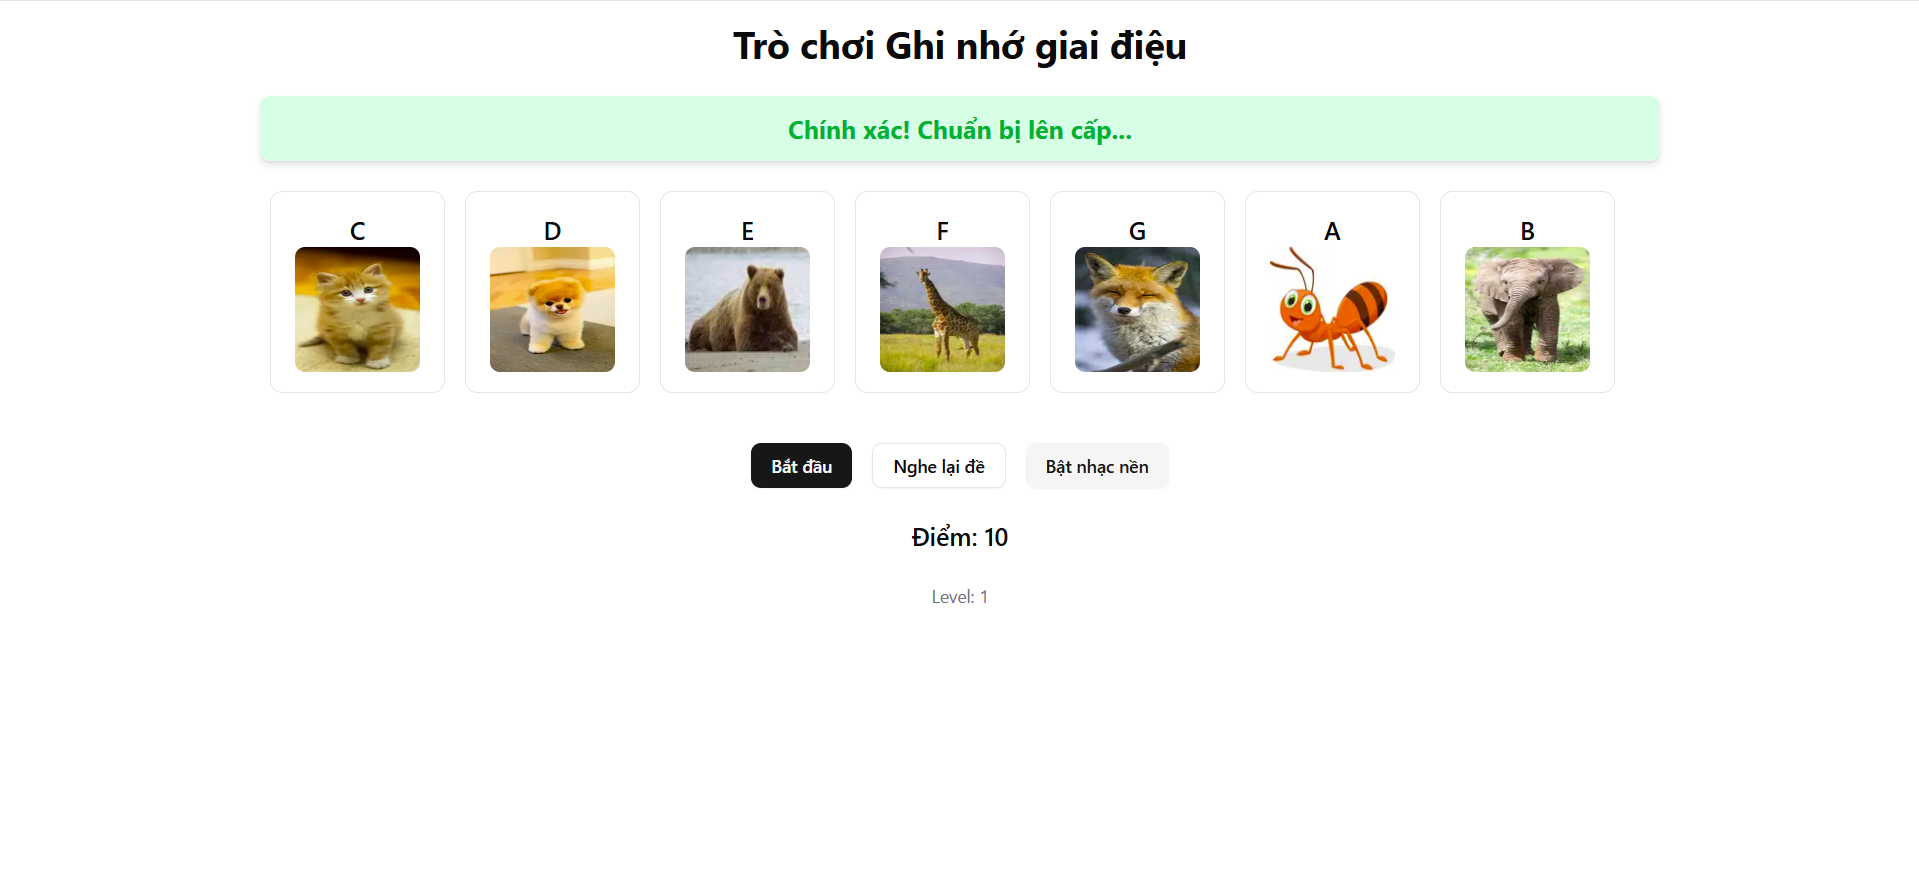 Trò chơi Ghi nhớ giai điệu
Chính xác! Chuẩn bị lên cấp...
C D E F G A B
Bắt đầu Nghe lại đề Bật nhạc nền
Điểm: 10
Level: 1